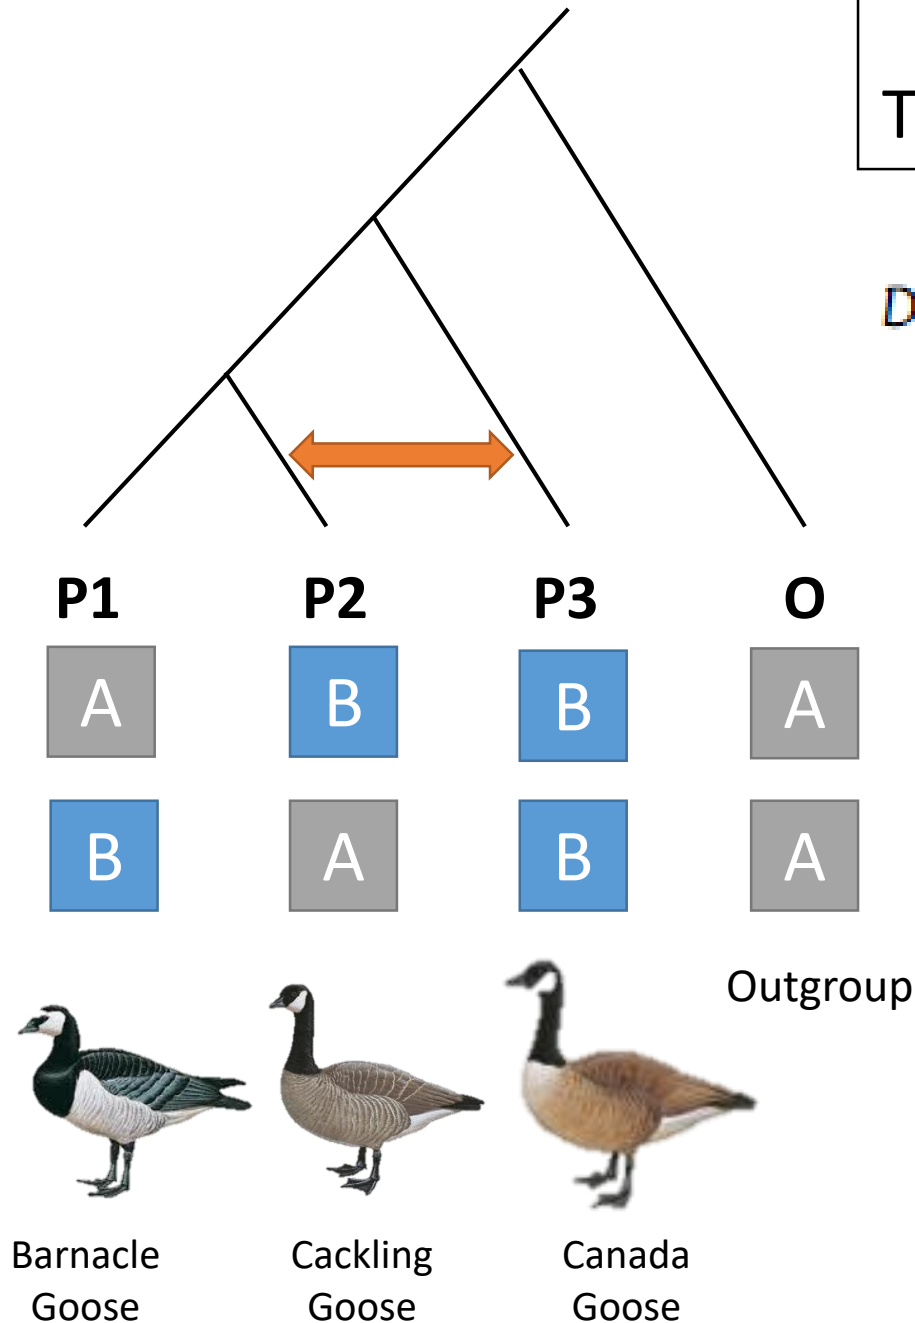 T
D
P1 P2 P3 O
A B B A
B A B A
Outgroup
Barnacle Goose
Cackling Goose
Canada Goose